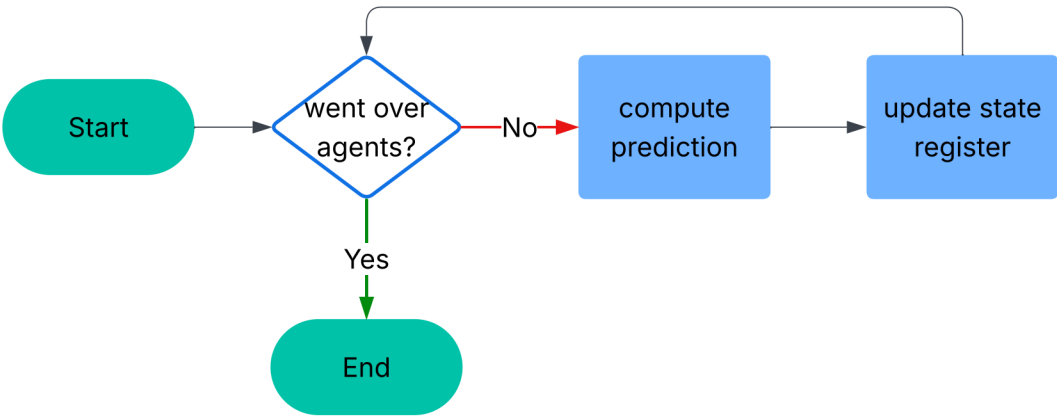 Start
went over
agents?
No
compute
prediction
update state
register
Yes
End